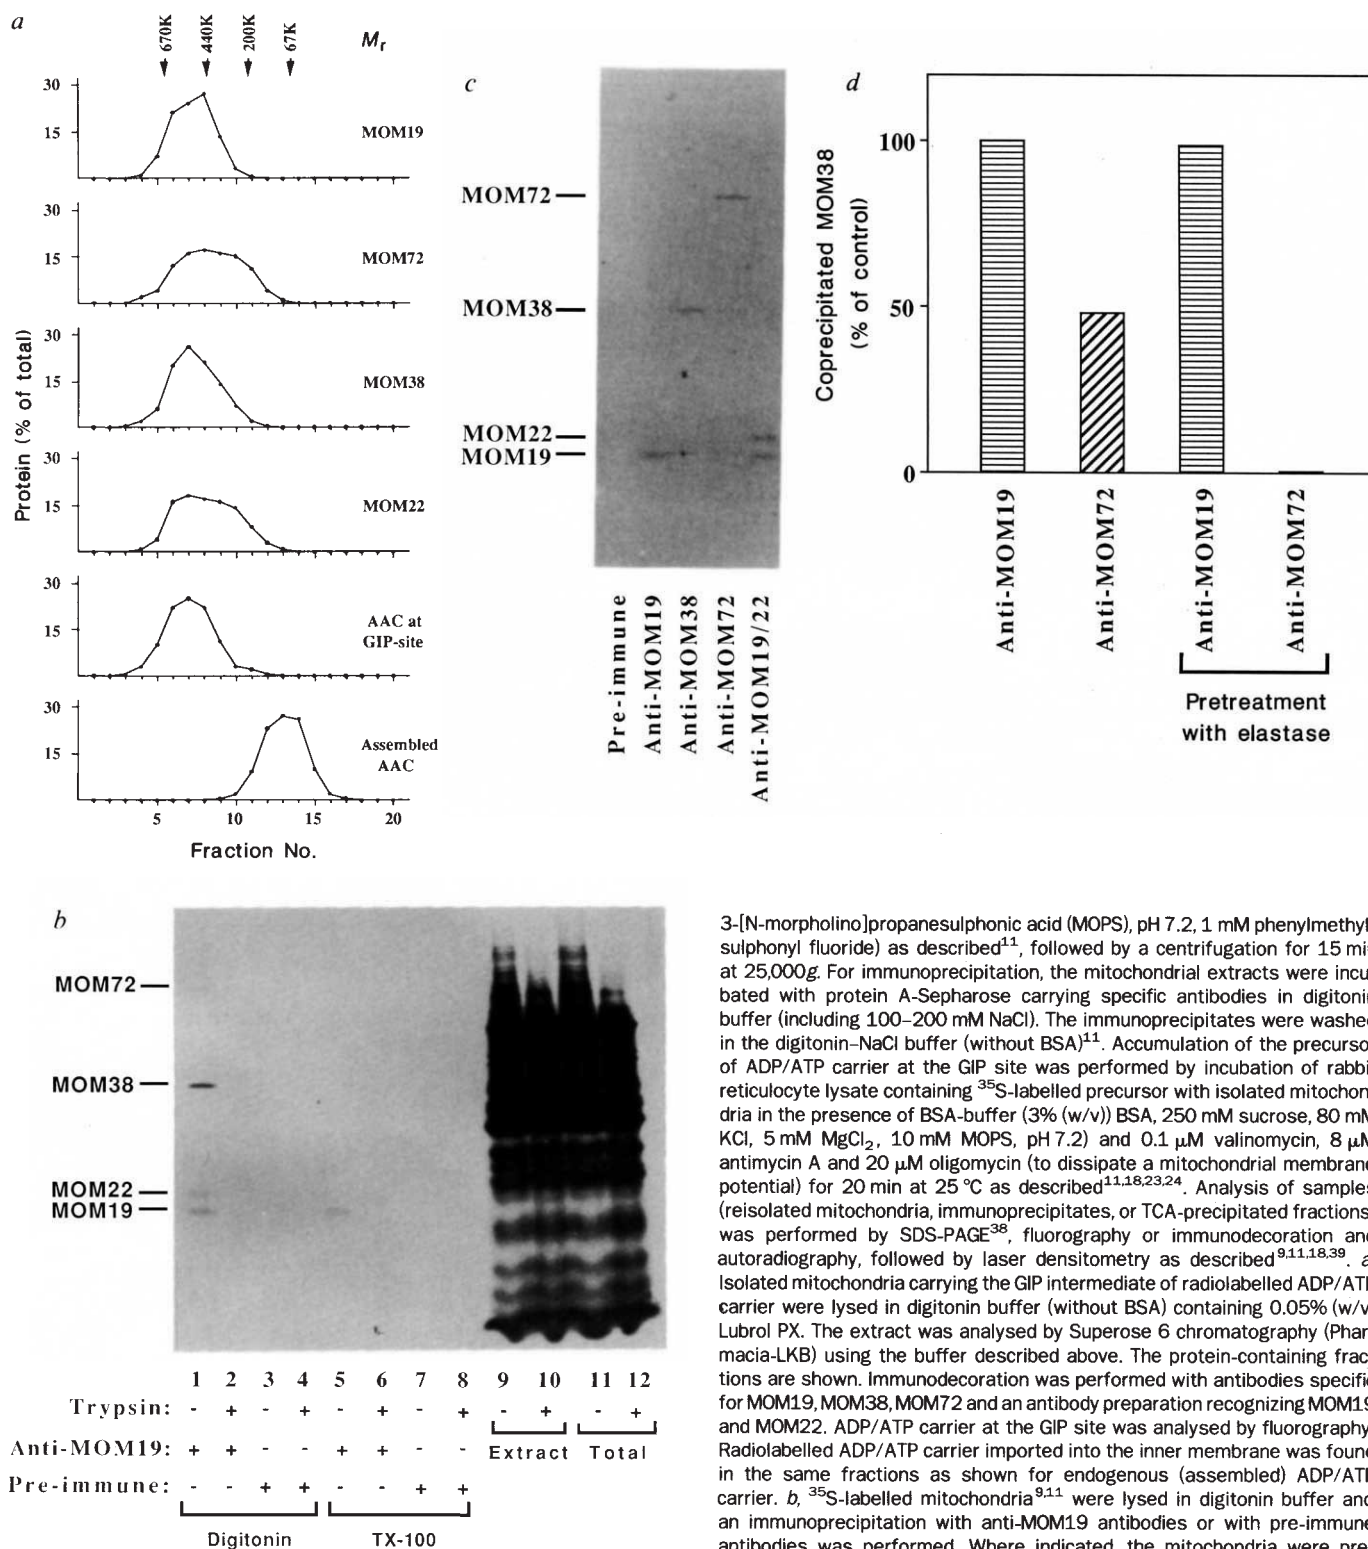 a
670K
440K
200K
67K
Mr
30
15
MOM19
30
15
MOM72
30
15
MOM38
30
15
MOM22
30
15
AAC at
GIP-site
15
Assembled
AAC
5
10
15
20
Protein (% of total)
Fraction No.
c
MOM72
MOM38
MOM22
MOM19
Pre-immune
Anti-MOM19
Anti-MOM38
Anti-MOM72
Anti-MOM19/22
d
Coprecipitated MOM38
(% of control)
100
50
0
Anti-MOM19
Anti-MOM72
Anti-MOM19
Anti-MOM72
Pretreatment
with elastase
b
MOM72
MOM38
MOM22
MOM19
1 2 3 4 5 6 7 8 9 10 11 12
Trypsin: - + - + - + - + - + - +
Anti-MOM19: + + - - + + - - Extract Total
Pre-immune: - - + + - - + +
Digitonin TX-100
3-[N-morpholino]propanesulphonic acid (MOPS), pH 7.2, 1 mM phenylmethyl
sulphonyl fluoride) as described11, followed by a centrifugation for 15 mi
at 25,000g. For immunoprecipitation, the mitochondrial extracts were incu
bated with protein A-Sepharose carrying specific antibodies in digitonin
buffer (including 100–200 mM NaCl). The immunoprecipitates were washe
in the digitonin–NaCl buffer (without BSA)11. Accumulation of the precurso
of ADP/ATP carrier at the GIP site was performed by incubation of rabbi
reticulocyte lysate containing 35S-labelled precursor with isolated mitochon
dria in the presence of BSA-buffer (3% (w/v)) BSA, 250 mM sucrose, 80 mM
KCl, 5 mM MgCl2, 10 mM MOPS, pH 7.2) and 0.1 μM valinomycin, 8 μM
antimycin A and 20 μM oligomycin (to dissipate a mitochondrial membrane
potential) for 20 min at 25 °C as described11,18,23,24. Analysis of samples
(reisolated mitochondria, immunoprecipitates, or TCA-precipitated fractions
was performed by SDS-PAGE38, fluorography or immunodecoration and
autoradiography, followed by laser densitometry as described9,11,18,39. a
Isolated mitochondria carrying the GIP intermediate of radiolabelled ADP/ATP
carrier were lysed in digitonin buffer (without BSA) containing 0.05% (w/v
Lubrol PX. The extract was analysed by Superose 6 chromatography (Phar
macia-LKB) using the buffer described above. The protein-containing frac
tions are shown. Immunodecoration was performed with antibodies specific
for MOM19, MOM38, MOM72 and an antibody preparation recognizing MOM19
and MOM22. ADP/ATP carrier at the GIP site was analysed by fluorography
Radiolabelled ADP/ATP carrier imported into the inner membrane was found
in the same fractions as shown for endogenous (assembled) ADP/ATP
carrier. b, 35S-labelled mitochondria9,11 were lysed in digitonin buffer and
an immunoprecipitation with anti-MOM19 antibodies or with pre-immune
antibodies was performed. Where indicated, the mitochondria were pre